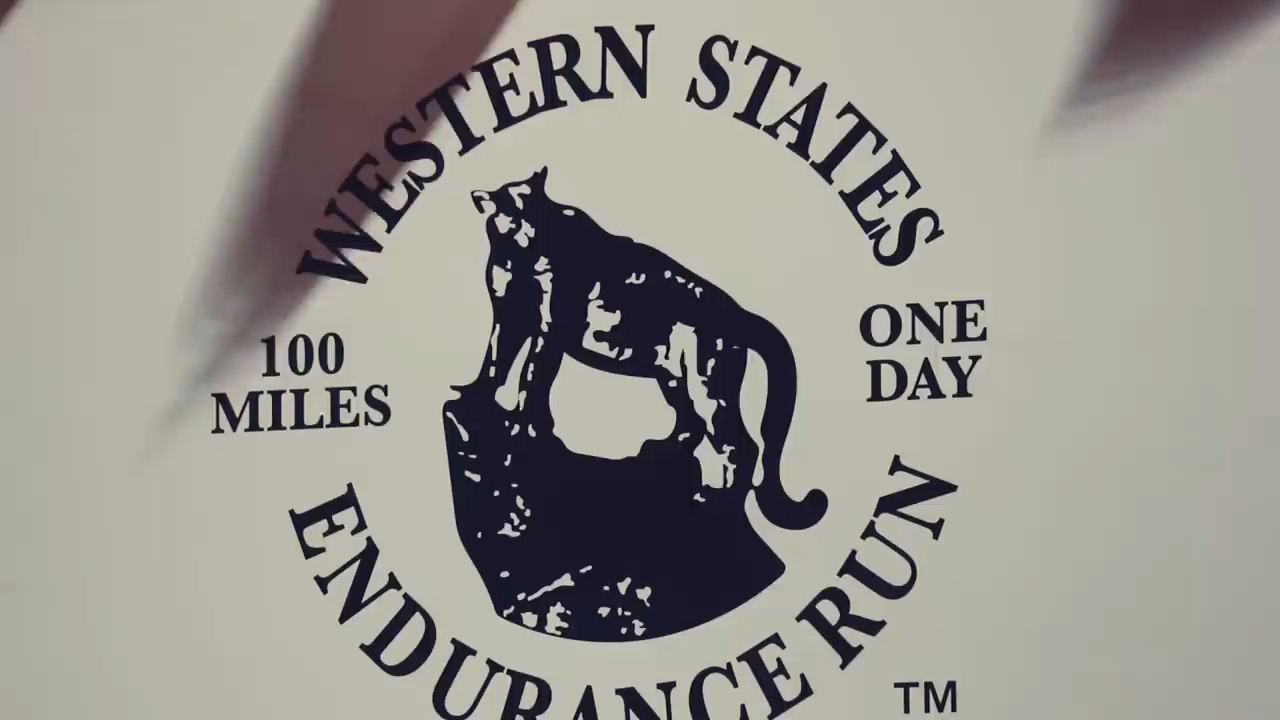 WESTERN STATES
100
MILES
ONE
DAY
ENDURANCE RUN
TM